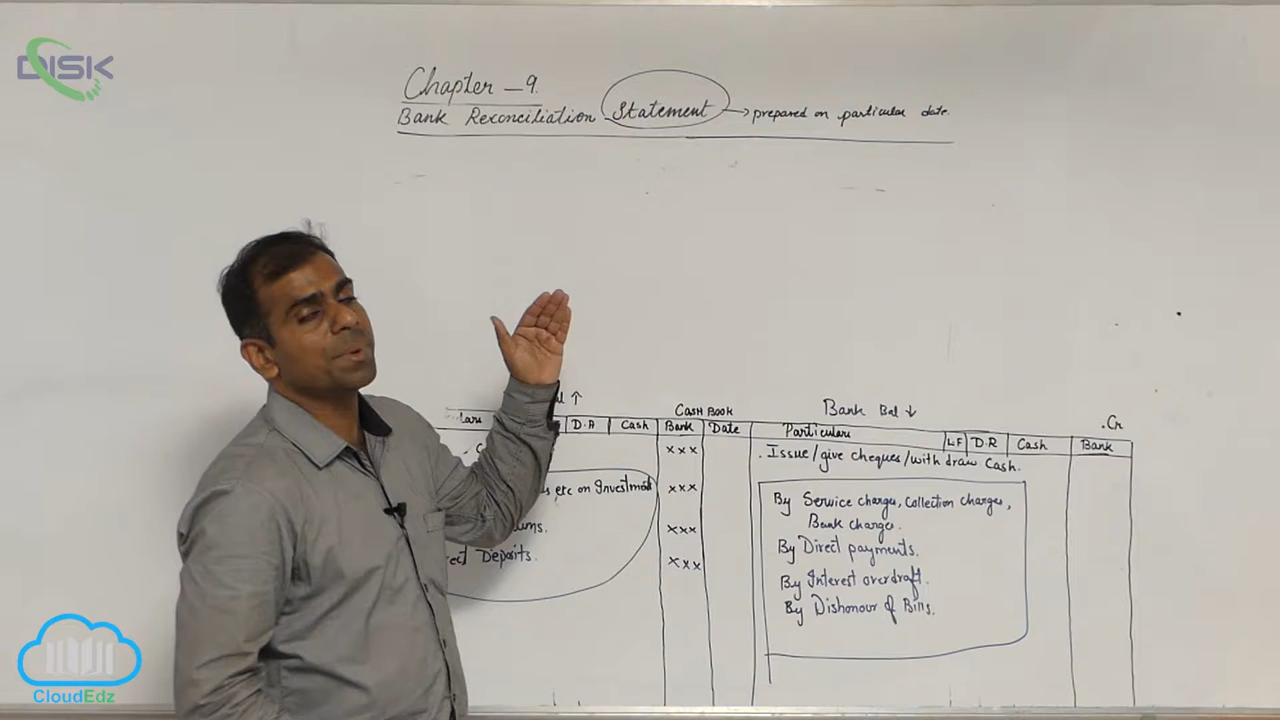 DISK
Chapter - 9.
Bank Reconciliation Statement → prepared on particular date.
CASH BOOK
Bank Bal ↓
.Cr
D.A Cash Bank Date Particulars LF D.R Cash Bank
xxx . Issue/give cheques/with draw Cash.
etc on Investment xxx
By Service charges, Collection charges,
Bank charges.
xxx
By Direct payments.
Deposits. xxx
By Interest overdraft.
By Dishonour of Bills.
CloudEdz